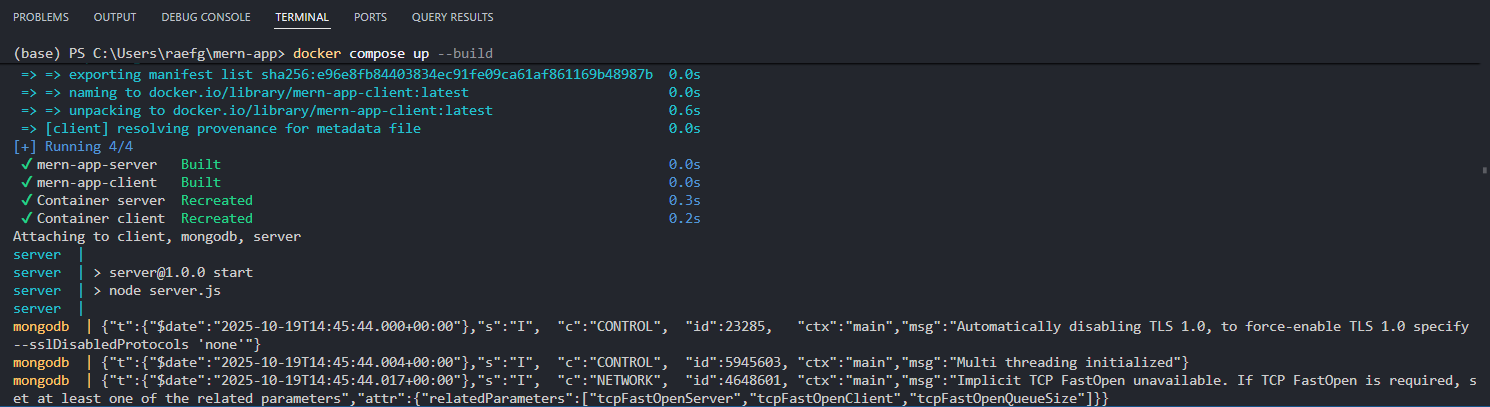 PROBLEMS OUTPUT DEBUG CONSOLE TERMINAL PORTS QUERY RESULTS
(base) PS C:\Users\raefg\mern-app> docker compose up --build
=> => exporting manifest list sha256:e96e8fb84403834ec91fe09ca61af861169b48987b 0.0s
=> => naming to docker.io/library/mern-app-client:latest 0.0s
=> => unpacking to docker.io/library/mern-app-client:latest 0.6s
=> [client] resolving provenance for metadata file 0.0s
[+] Running 4/4
✔ mern-app-server Built 0.0s
✔ mern-app-client Built 0.0s
✔ Container server Recreated 0.3s
✔ Container client Recreated 0.2s
Attaching to client, mongodb, server
server |
server | > server@1.0.0 start
server | > node server.js
server |
mongodb | {"t":{"$date":"2025-10-19T14:45:44.000+00:00"},"s":"I", "c":"CONTROL", "id":23285, "ctx":"main","msg":"Automatically disabling TLS 1.0, to force-enable TLS 1.0 specify
--sslDisabledProtocols 'none'"}
mongodb | {"t":{"$date":"2025-10-19T14:45:44.004+00:00"},"s":"I", "c":"CONTROL", "id":5945603, "ctx":"main","msg":"Multi threading initialized"}
mongodb | {"t":{"$date":"2025-10-19T14:45:44.017+00:00"},"s":"I", "c":"NETWORK", "id":4648601, "ctx":"main","msg":"Implicit TCP FastOpen unavailable. If TCP FastOpen is required, s
et at least one of the related parameters","attr":{"relatedParameters":["tcpFastOpenServer","tcpFastOpenClient","tcpFastOpenQueueSize"]}}